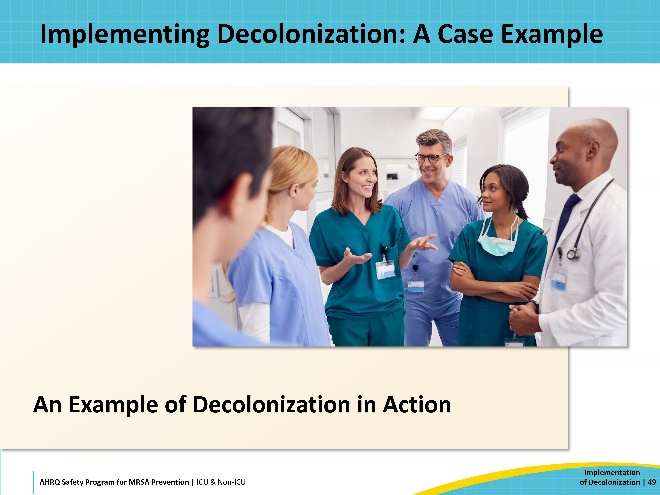 Implementing Decolonization: A Case Example
An Example of Decolonization in Action
AHRQ Safety Program for MRSA Prevention | ICU & Non-ICU
Implementation
of Decolonization | 49